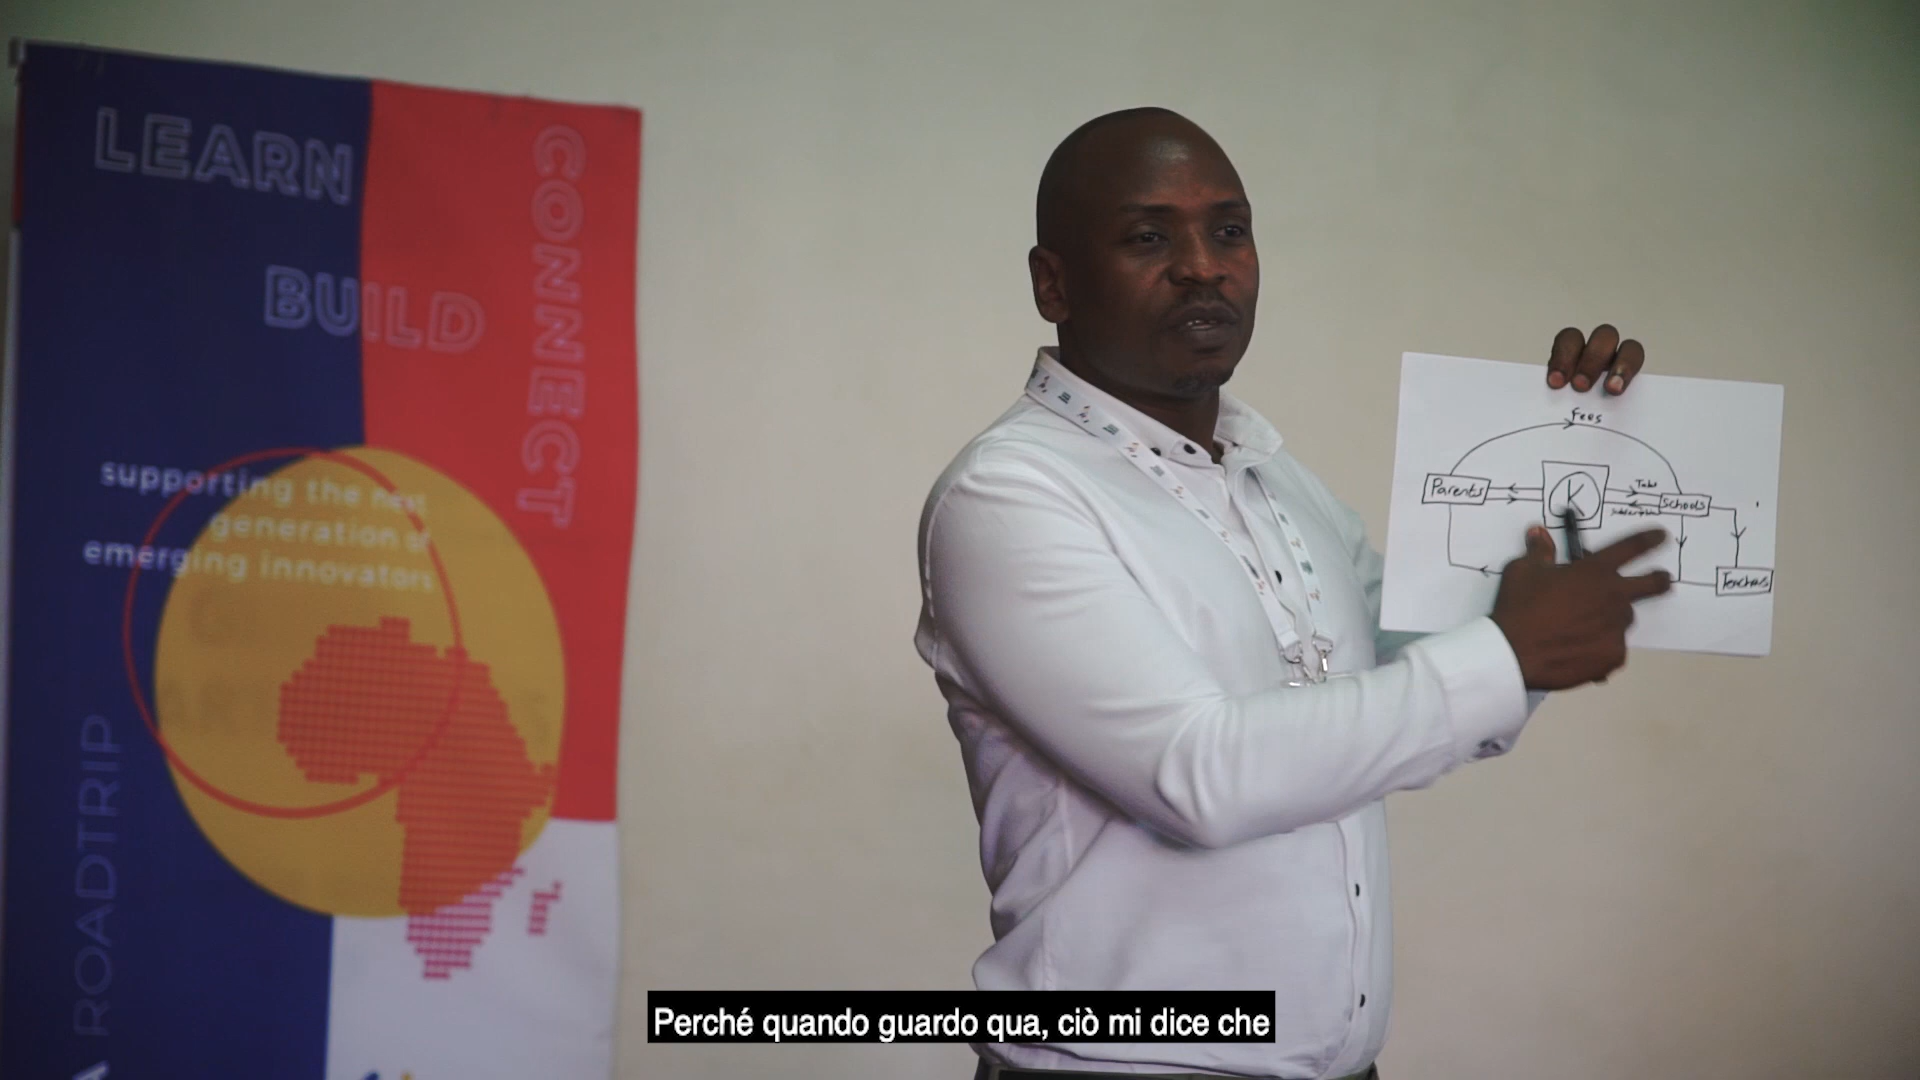 LEARN
BUILD
CONNECT
supporting the next
generation of
emerging innovators
A ROADTRIP
Fees
Parents
K
Tabs
Schools
Teachers
Perché quando guardo qua, ciò mi dice che